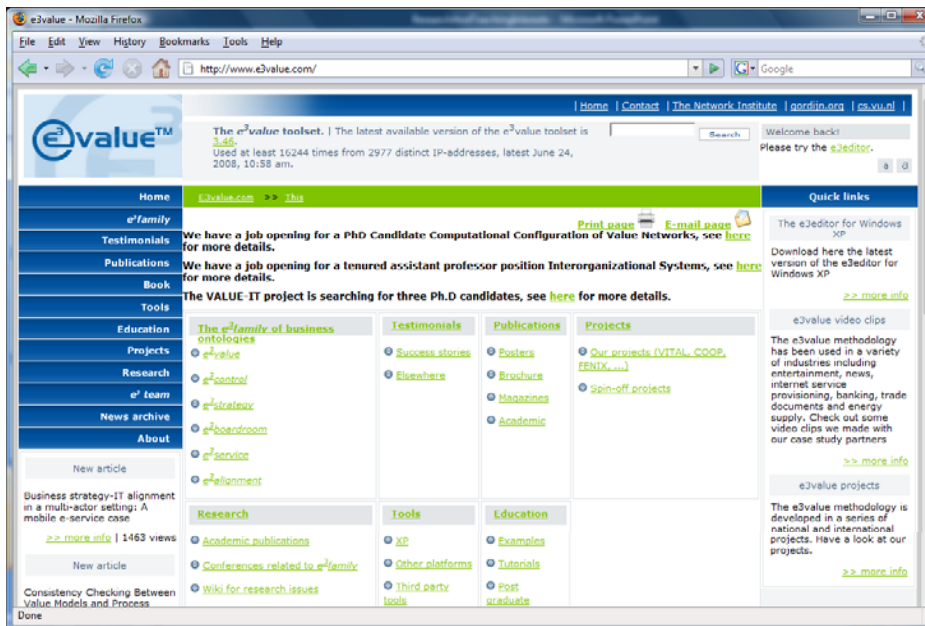 e3value - Mozilla Firefox
File Edit View History Bookmarks Tools Help
http://www.e3value.com/
Google
| Home | Contact | The Network Institute | gordijn.org | cs.vu.nl |
e³value™
The e³value toolset. | The latest available version of the e³value toolset is
3.46.
Used at least 16244 times from 2977 distinct IP-addresses, latest June 24,
2008, 10:58 am.
Search
Welcome back!
Please try the e3editor.
a a
Home
e³family
Testimonials
Publications
Book
Tools
Education
Projects
Research
e³ team
News archive
About
E3value.com >> This
Print page E-mail page
We have a job opening for a PhD Candidate Computational Configuration of Value Networks, see here
for more details.
We have a job opening for a tenured assistant professor position Interorganizational Systems, see here
for more details.
The VALUE-IT project is searching for three Ph.D candidates, see here for more details.
The e³family of business
ontologies
e³value
e³control
e³strategy
e³boardroom
e³service
e³alignment
Testimonials
Success stories
Elsewhere
Publications
Posters
Brochure
Magazines
Academic
Projects
Our projects (VITAL, COOP,
FENIX, ...)
Spin-off projects
Research
Academic publications
Conferences related to e³family
Wiki for research issues
Tools
XP
Other platforms
Third party
tools
Education
Examples
Tutorials
Post
graduate
New article
Business strategy-IT alignment
in a multi-actor setting: A
mobile e-service case
>> more info | 1463 views
New article
Consistency Checking Between
Value Models and Process
Quick links
The e3editor for Windows
XP
Download here the latest
version of the e3editor for
Windows XP
>> more info
e3value video clips
The e3value methodology
has been used in a variety
of industries including
entertainment, news,
internet service
provisioning, banking, trade
documents and energy
supply. Check out some
video clips we made with
our case study partners
>> more info
e3value projects
The e3value methodology is
developed in a series of
national and international
projects. Have a look at our
projects.
>> more info
Done